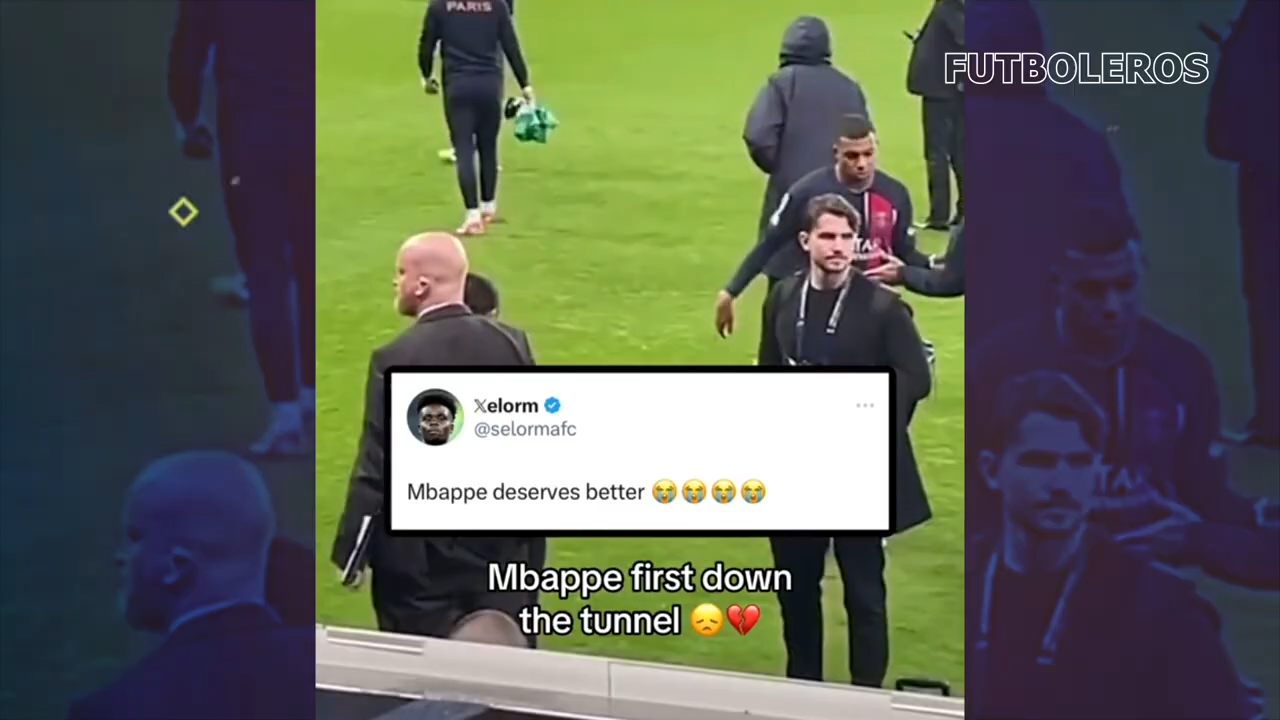 PARIS
FUTBOLEROS
𝕏elorm
@selormafc
Mbappe deserves better 😭😭😭😭
Mbappe first down
the tunnel 😞💔